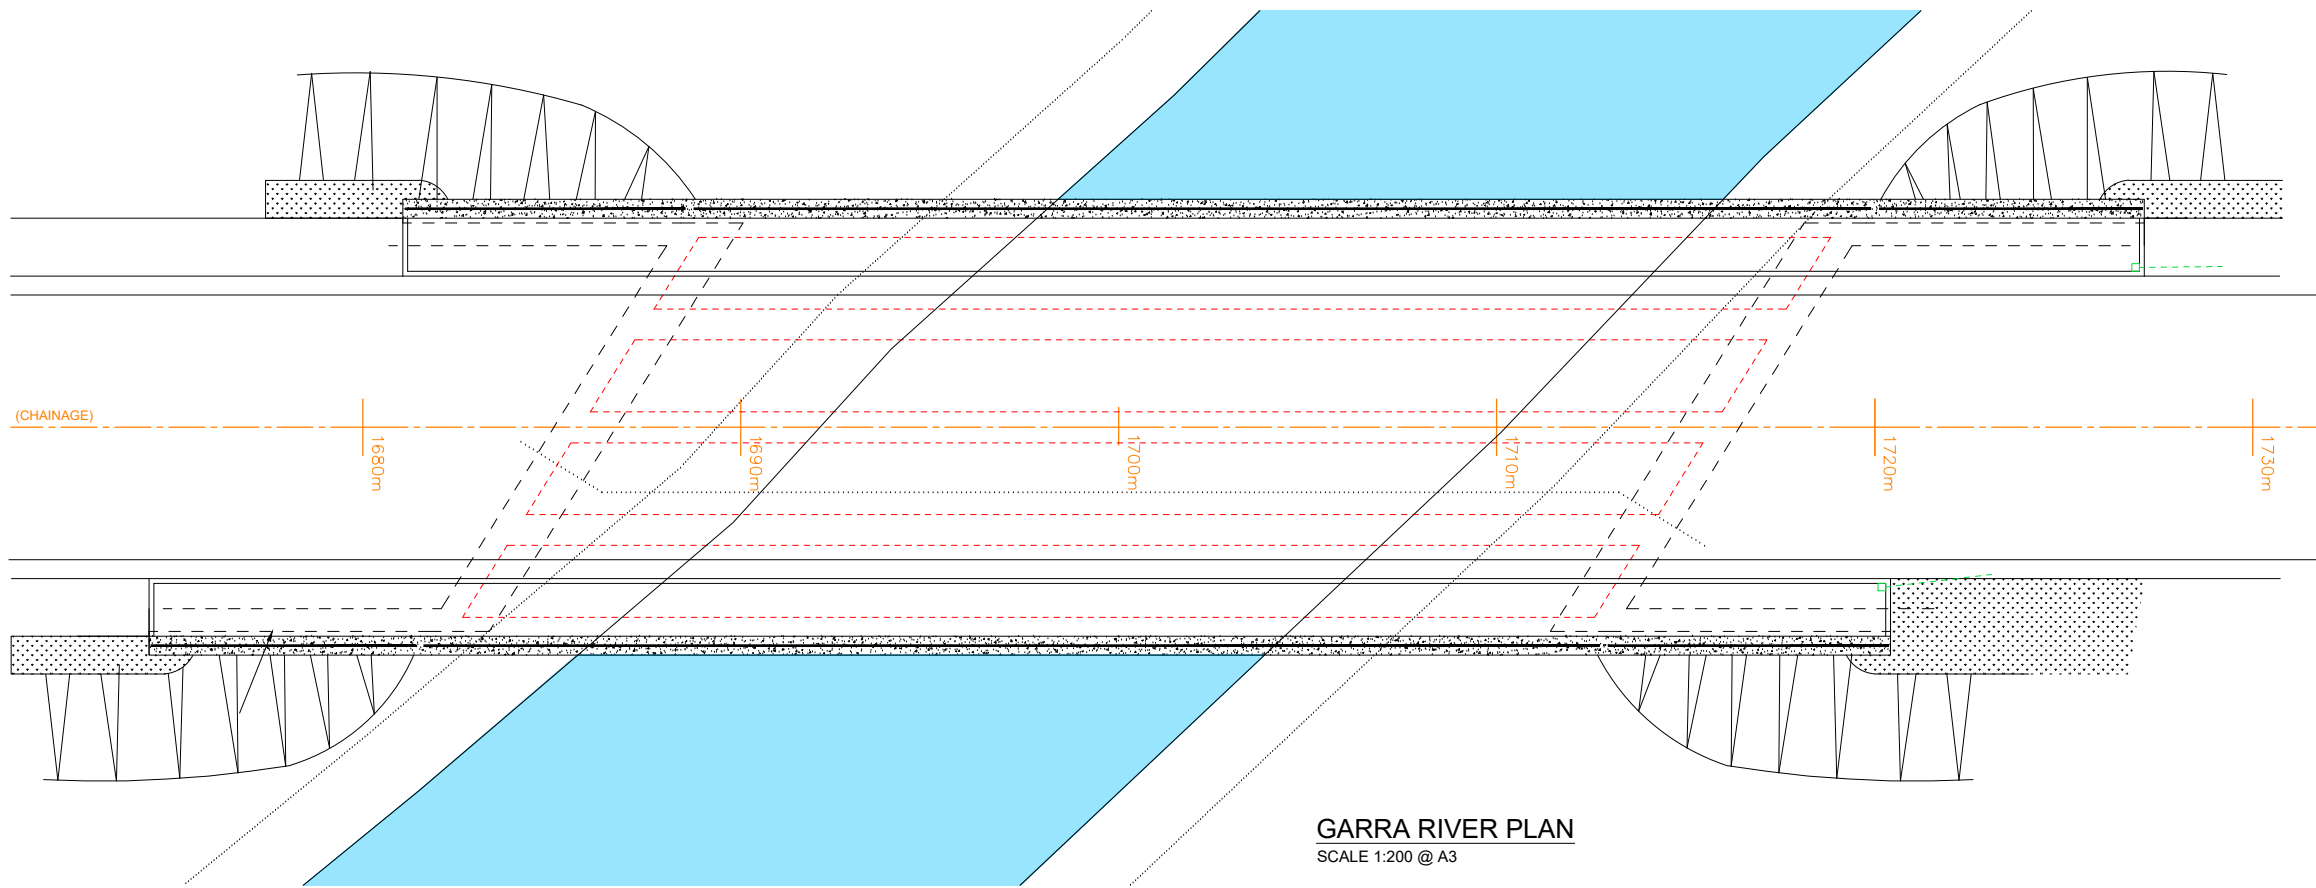 (CHAINAGE)
1680m
1690m
1700m
1710m
1720m
1730m
GARRA RIVER PLAN
SCALE 1:200 @ A3